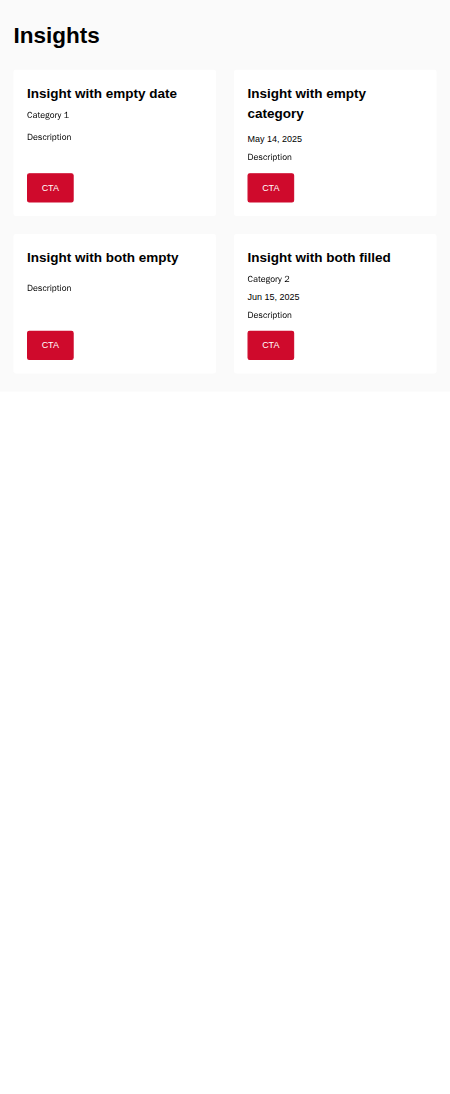 Insights
Insight with empty date
Category 1
Description
CTA
Insight with empty
category
May 14, 2025
Description
CTA
Insight with both empty
Description
CTA
Insight with both filled
Category 2
Jun 15, 2025
Description
CTA